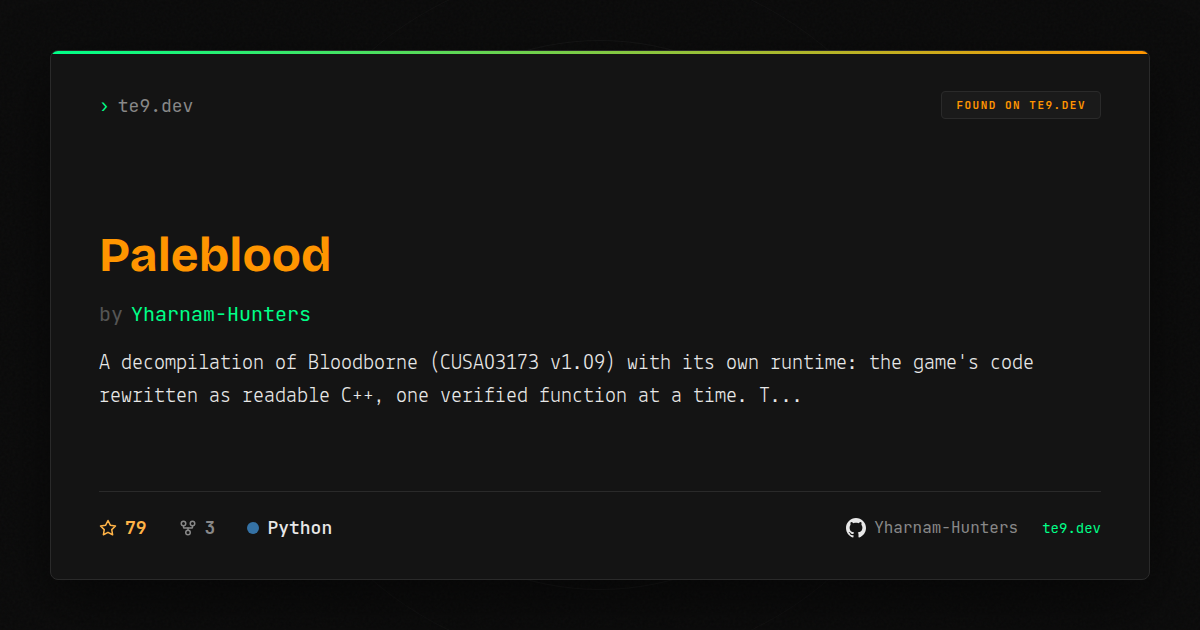 › te9.dev
FOUND ON TE9.DEV
Paleblood
by Yharnam-Hunters
A decompilation of Bloodborne (CUSA03173 v1.09) with its own runtime: the game's code
rewritten as readable C++, one verified function at a time. T...
79
3
Python
Yharnam-Hunters
te9.dev